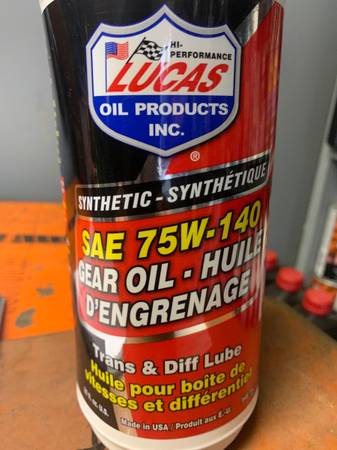 HI-
PERFORMANCE
LUCAS
OIL PRODUCTS
INC.
®
SYNTHETIC-SYNTHÉTIQUE
SAE 75W-140
GEAR OIL - HUILE
D'ENGRENAGE
Trans & Diff Lube
Huile pour boîte de
vitesses et différentiel
Made in USA / Produit aux E.-U.